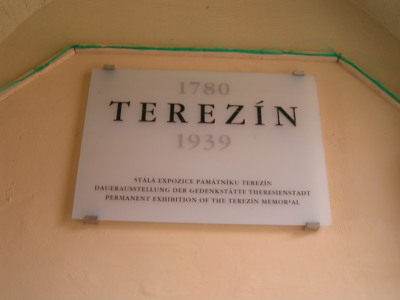 1780
TEREZÍN
1939
STÁLÁ EXPOZICE PAMÁTNÍKU TEREZÍN
DAUERAUSSTELLUNG DER GEDENKSTÄTTE THERESIENSTADT
PERMANENT EXHIBITION OF THE TEREZÍN MEMORIAL